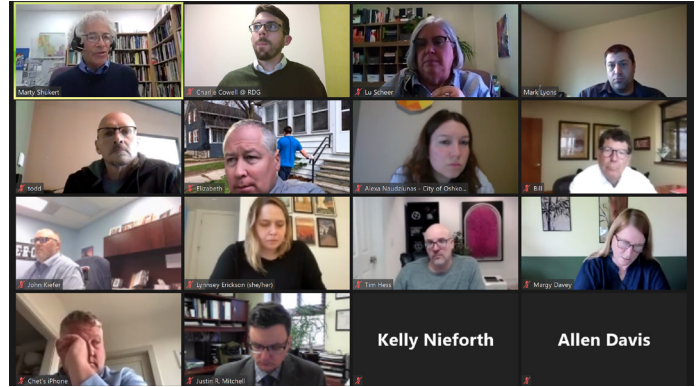 Marty Shukert
Charlie Cowell @ RDG
Lu Scheer
Mark Lyons
todd
Elizabeth
Alexa Naudziunas - City of Oshko...
Bill
John Kiefer
Lynnsey Erickson (she/her)
Tim Hess
Margy Davey
Chet's iPhone
Justin R. Mitchell
Kelly Nieforth
Allen Davis